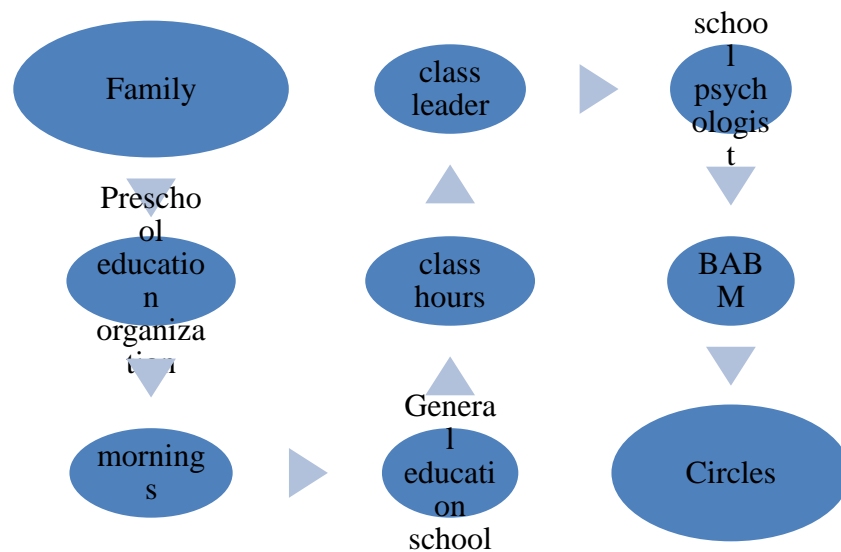 Family
Prescho
ol
educatio
n
organiza
tion
morning
s
Genera
l
educati
on
school
class
hours
class
leader
schoo
l
psych
ologis
t
BAB
M
Circles